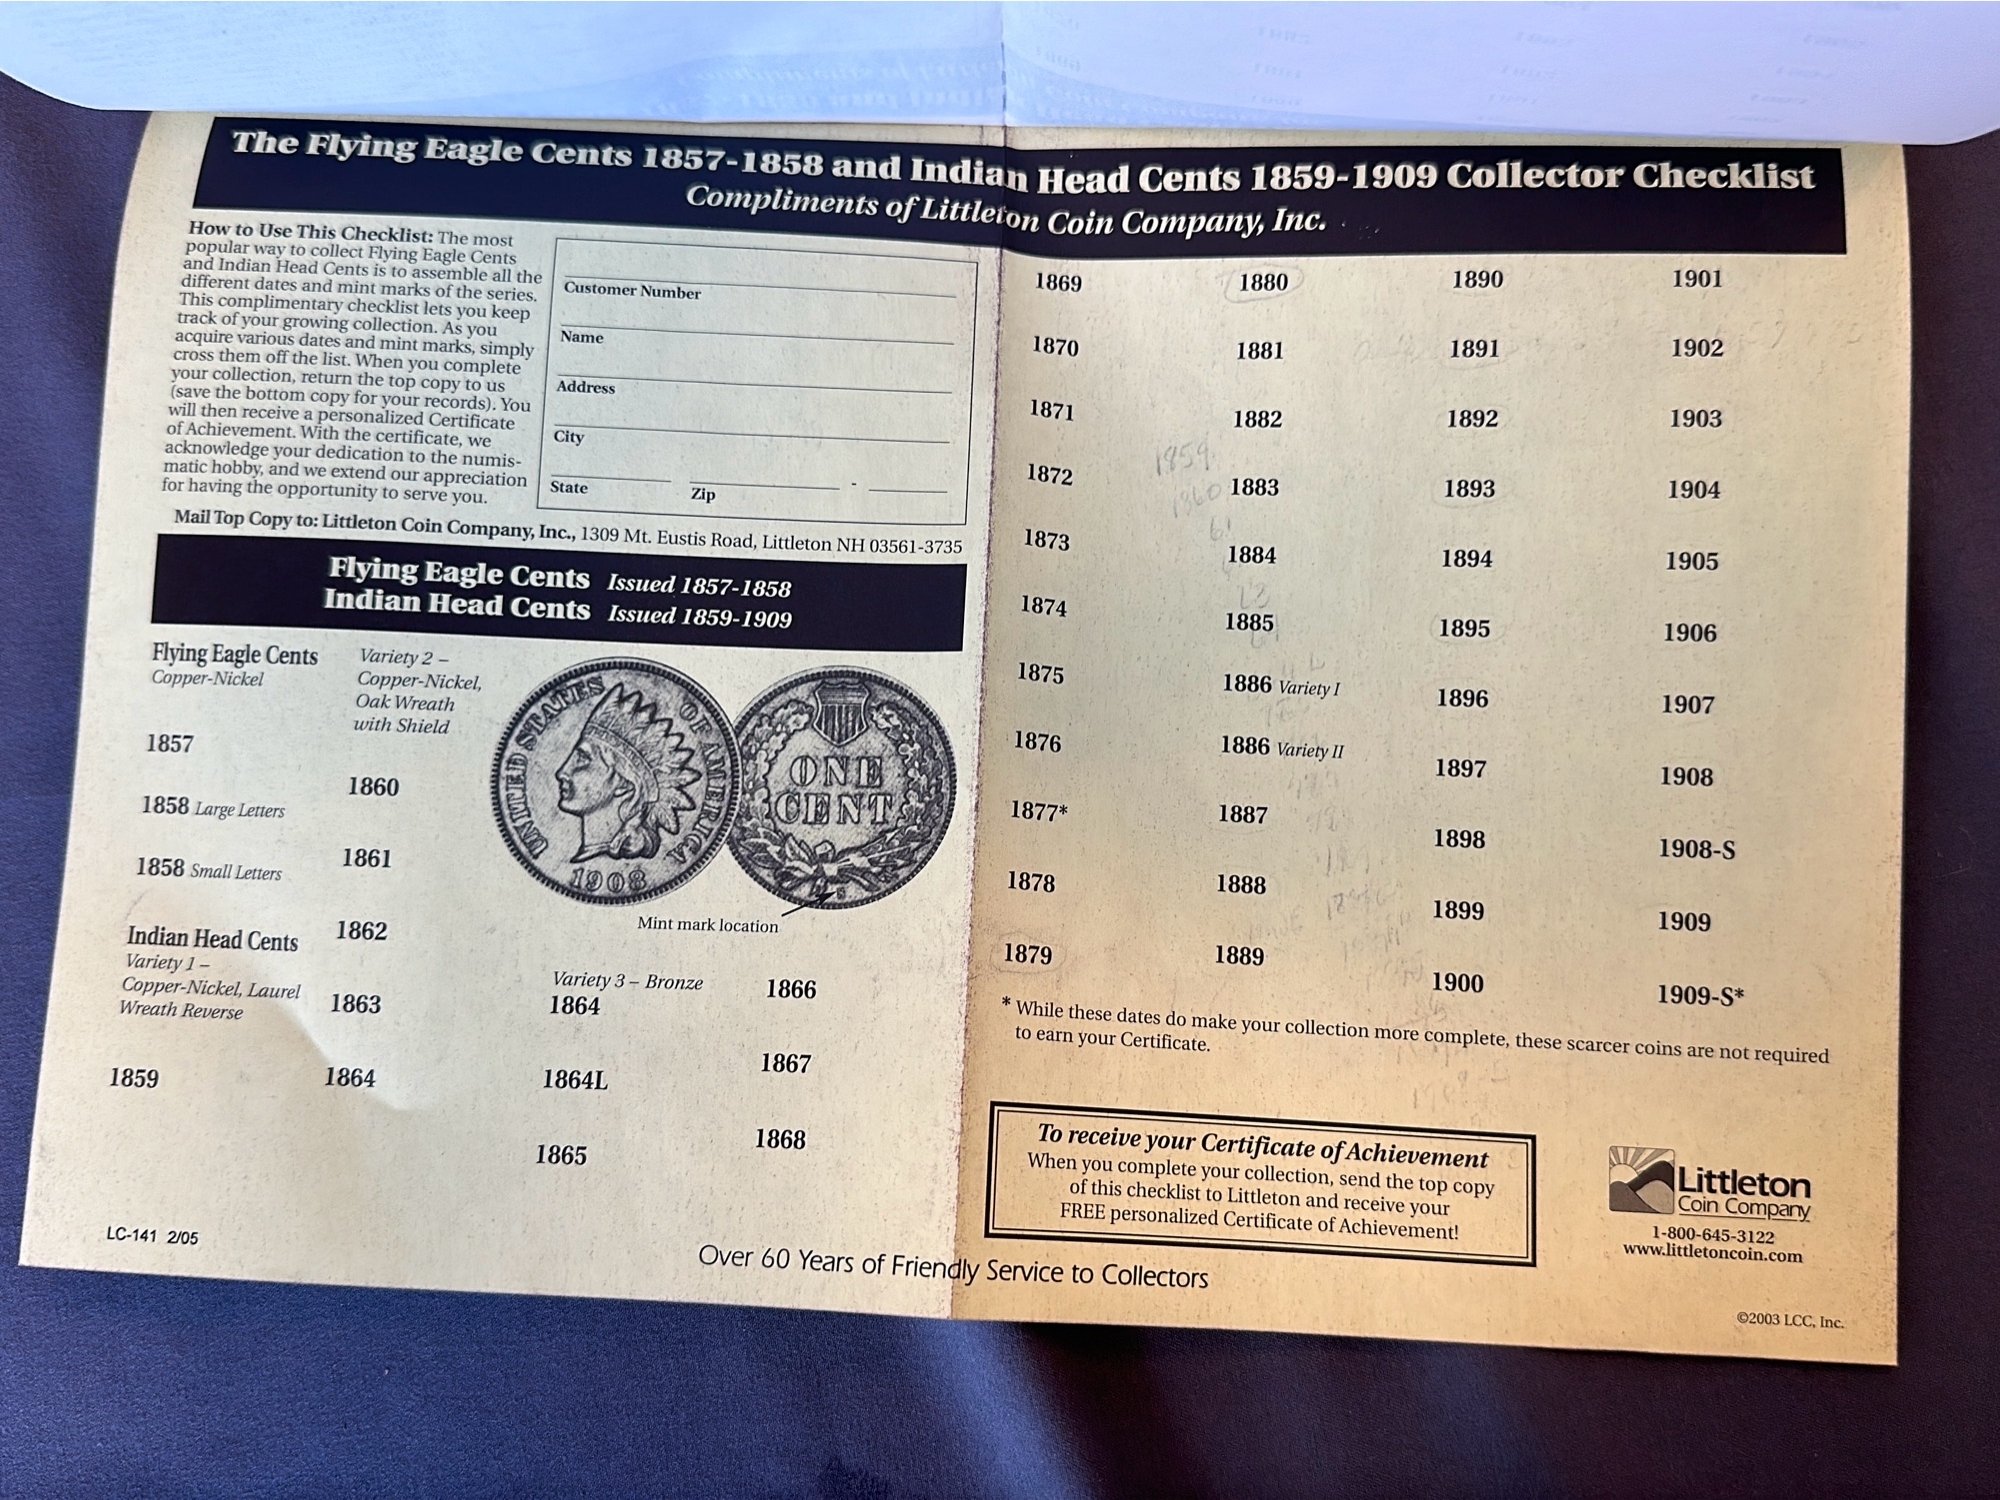 The Flying Eagle Cents 1857-1858 and Indian Head Cents 1859-1909 Collector Checklist
Compliments of Littleton Coin Company, Inc.
How to Use This Checklist: The most
popular way to collect Flying Eagle Cents
and Indian Head Cents is to assemble all the
different dates and mint marks of the series.
This complimentary checklist lets you keep
track of your growing collection. As you
acquire various dates and mint marks, simply
cross them off the list. When you complete
your collection, return the top copy to us
(save the bottom copy for your records). You
will then receive a personalized Certificate
of Achievement. With the certificate, we
acknowledge your dedication to the numis-
matic hobby, and we extend our appreciation
for having the opportunity to serve you.
Customer Number
Name
Address
City
State Zip -
Mail Top Copy to: Littleton Coin Company, Inc., 1309 Mt. Eustis Road, Littleton NH 03561-3735
Flying Eagle Cents Issued 1857-1858
Indian Head Cents Issued 1859-1909
Flying Eagle Cents
Copper-Nickel
1857
1858 Large Letters
1858 Small Letters
Indian Head Cents
Variety 1 –
Copper-Nickel, Laurel
Wreath Reverse
1859
Variety 2 –
Copper-Nickel,
Oak Wreath
with Shield
1860
1861
1862
1863
1864
UNITED STATES OF AMERICA
1908
ONE
CENT
S
Mint mark location
Variety 3 – Bronze
1864
1864L
1865
1866
1867
1868
1869
1870
1871
1872
1873
1874
1875
1876
1877*
1878
1879
1880
1881
1882
1883
1884
1885
1886 Variety I
1886 Variety II
1887
1888
1889
1859
1860
61
63
1890
1891
1892
1893
1894
1895
1896
1897
1898
1899
1900
1901
1902
1903
1904
1905
1906
1907
1908
1908-S
1909
1909-S*
* While these dates do make your collection more complete, these scarcer coins are not required
to earn your Certificate.
To receive your Certificate of Achievement
When you complete your collection, send the top copy
of this checklist to Littleton and receive your
FREE personalized Certificate of Achievement!
Littleton
Coin Company
1-800-645-3122
www.littletoncoin.com
LC-141 2/05
Over 60 Years of Friendly Service to Collectors
©2003 LCC, Inc.